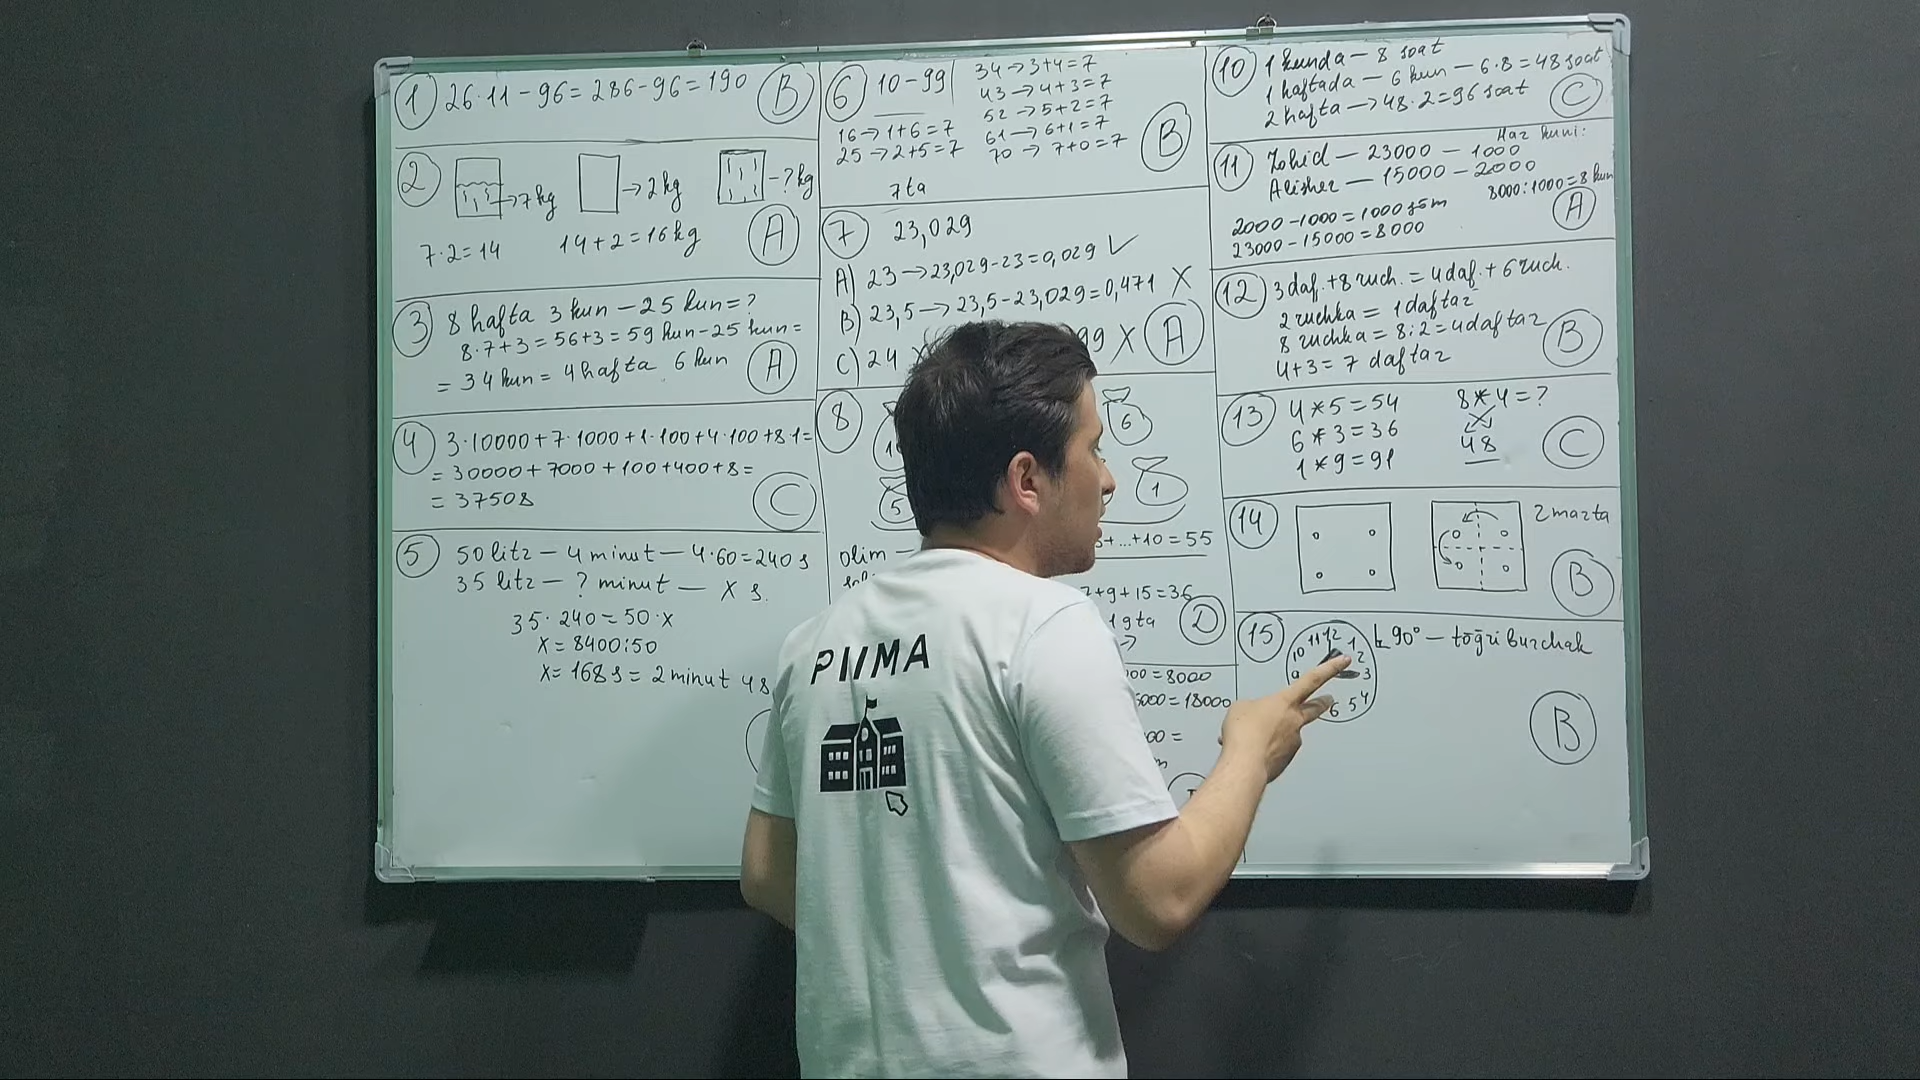 1 26·11-96=286-96=190 B
2 →7kg →2kg -?kg
7·2=14 14+2=16kg A
3 8 hafta 3 kun - 25 kun = ?
8·7+3=56+3=59 kun-25 kun=
= 34 kun = 4 hafta 6 kun A
4 3·10000+7·1000+1·100+4·100+8·1=
= 30000+7000+100+400+8=
= 37508 C
5 50 litr - 4 minut - 4·60=240 s
35 litr - ? minut - x s.
35·240=50·x
x=8400:50
x=168s=2 minut 48
6 10-99
34→3+4=7
43→4+3=7
52→5+2=7
16→1+6=7 61→6+1=7
25→2+5=7 70→7+0=7
7ta B
7 23,029
A) 23→23,029-23=0,029 ✓
B) 23,5→23,5-23,029=0,471 X
C) 24 99 X A
8 6
5 1
Olim - +...+10=55
+9+15=36
19ta D
→
00=8000
5000=18000
00=
10 1 kunda - 8 soat
1 haftada - 6 kun - 6·8=48 soat
2 hafta→48·2=96 soat C
Har kuni:
11 Zohid - 23000 - 1000
Alisher - 15000 - 2000
8000:1000=8 kun
2000-1000=1000 so'm
23000-15000=8000 A
12 3 daf.+8 ruch.=4 daf.+6 ruch.
2 ruchka = 1 daftar
8 ruchka = 8:2=4 daftar
4+3=7 daftar B
13 4*5=54 8*4=?
6*3=36 48
1*9=91 C
14 2 marta
B
15 11 12 1 90° - to'g'ri burchak
10 2
9 3
6 5 4
B
PIIMA